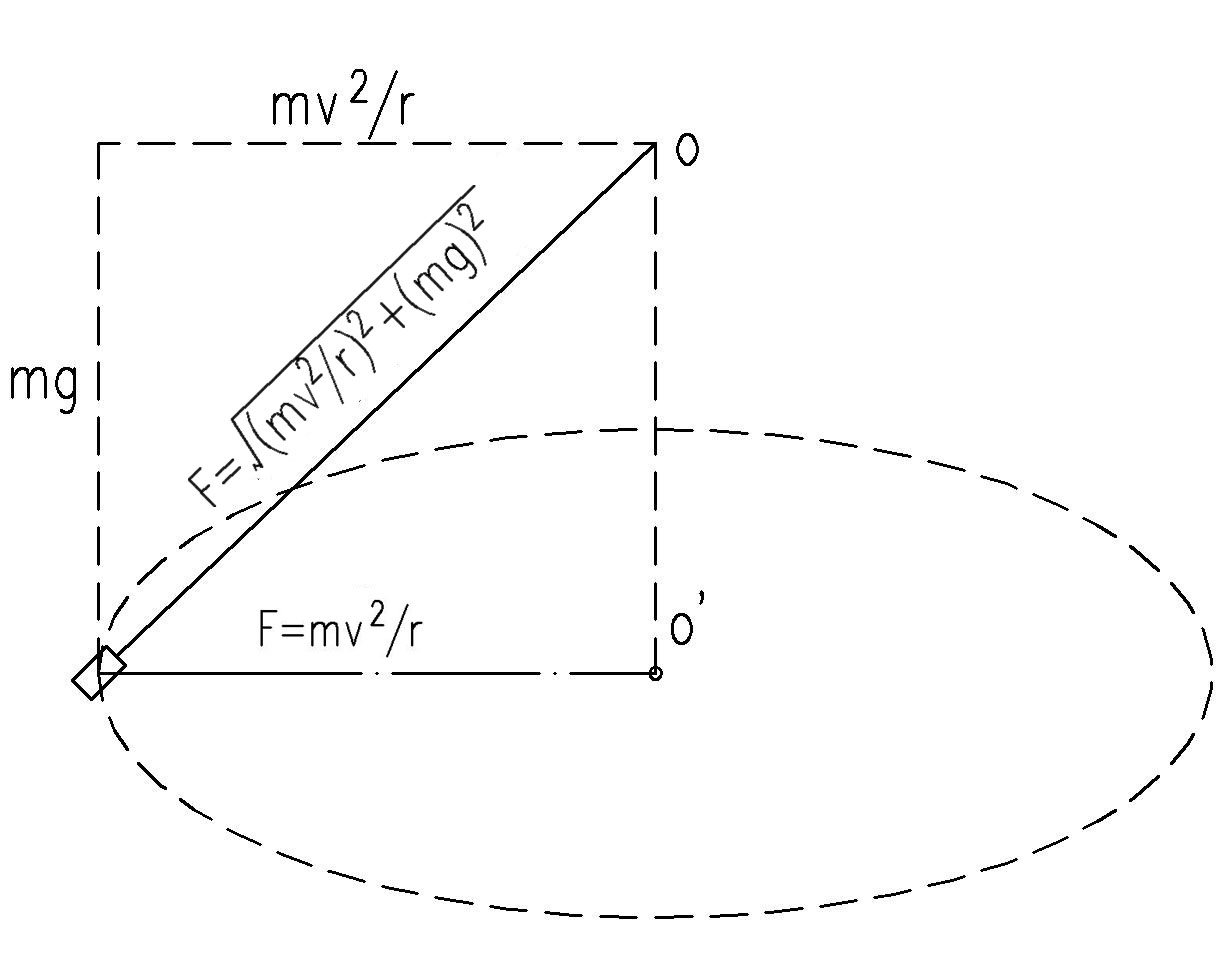 mv²/r
O
mg
F=√(mv²/r)²+(mg)²
F=mv²/r
O'